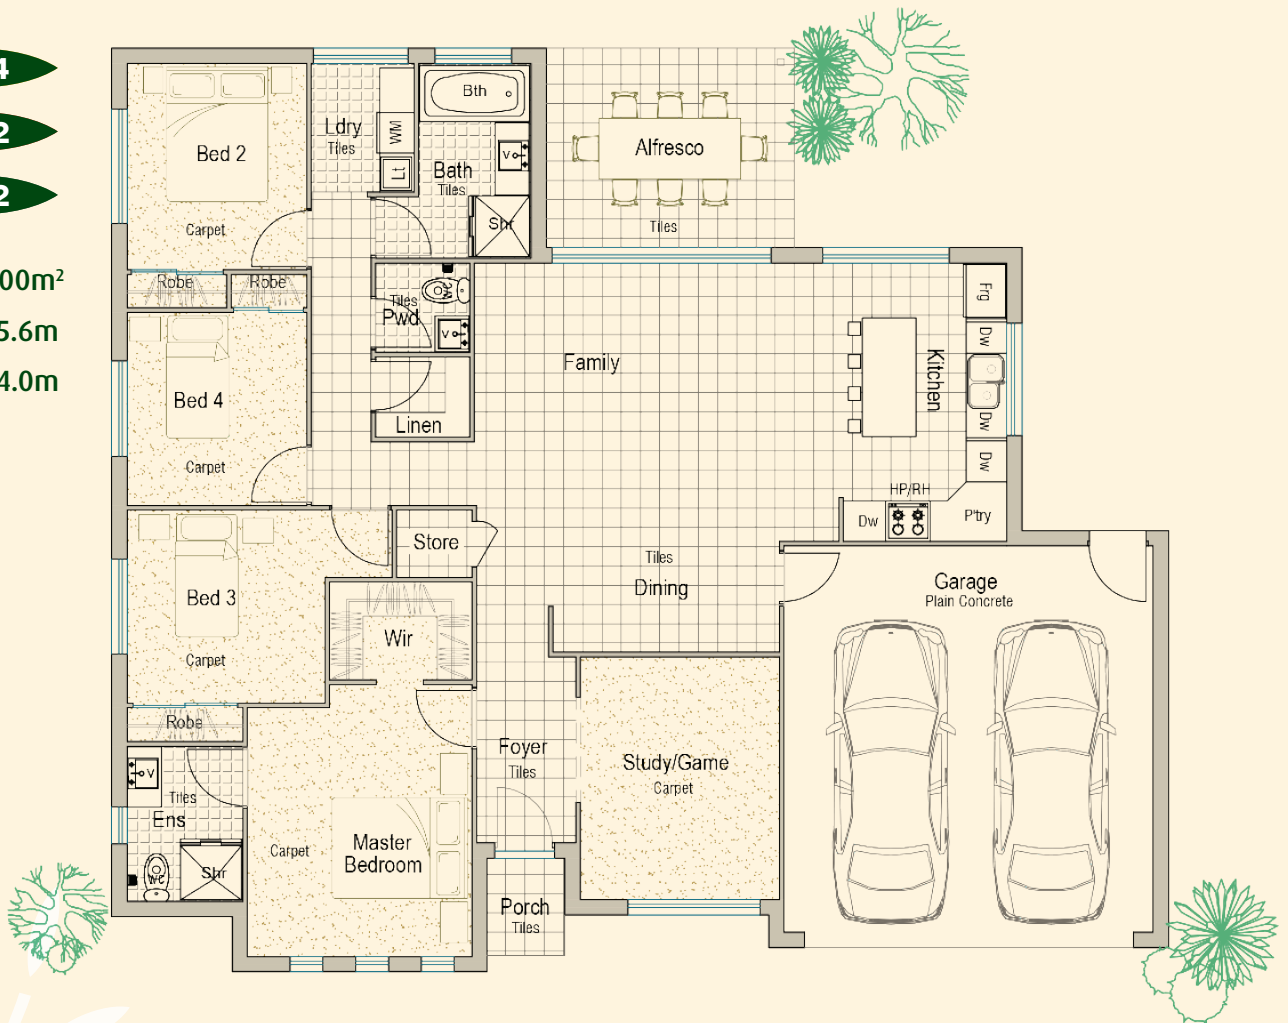 4
2
2
00m²
5.6m
4.0m
Bed 2
Carpet
Ldry
Tiles
WM
Lt
Bth
Bath
Tiles
V
Shr
Alfresco
Tiles
Robe
Robe
Tiles
Pwd
WC
V
Linen
Bed 4
Carpet
Family
Kitchen
Frg
Dw
Dw
Dw
HP/RH
Dw
P'try
Store
Bed 3
Carpet
Robe
Wir
Tiles
Dining
Garage
Plain Concrete
Foyer
Tiles
Study/Game
Carpet
V
Tiles
Ens
WC
Shr
Carpet
Master
Bedroom
Porch
Tiles